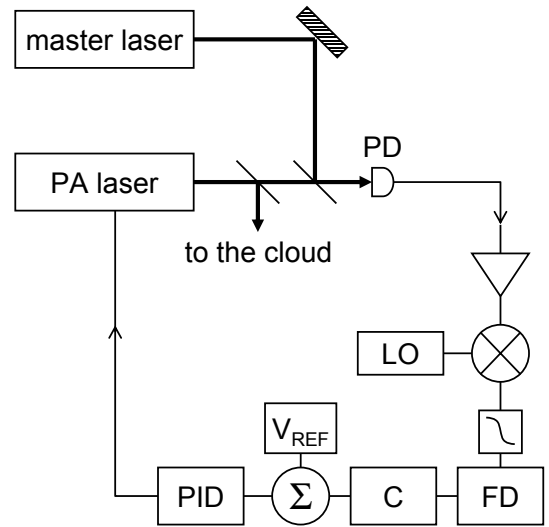 master laser
PA laser
PD
to the cloud
LO
V_REF
PID
Σ
C
FD